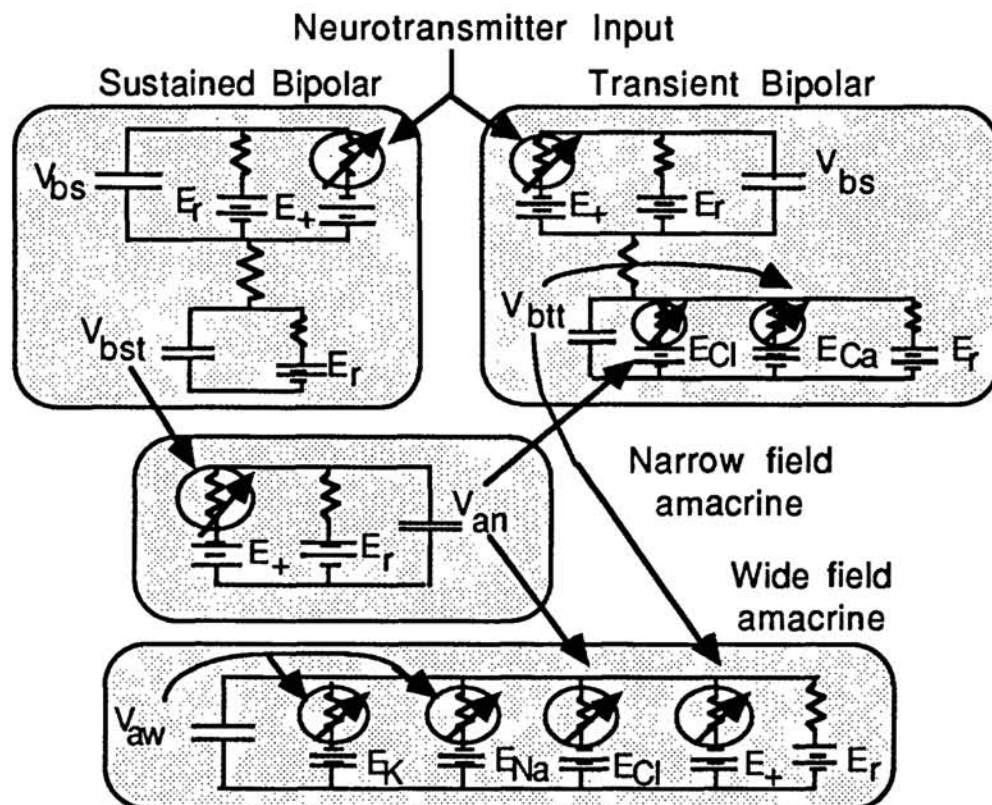 Neurotransmitter Input
Sustained Bipolar
Transient Bipolar
Vbs
Er
E+
E+
Er
Vbs
Vbst
Er
Vbtt
ECl
ECa
Er
E+
Er
Van
Narrow field
amacrine
Wide field
amacrine
Vaw
EK
ENa
ECl
E+
Er